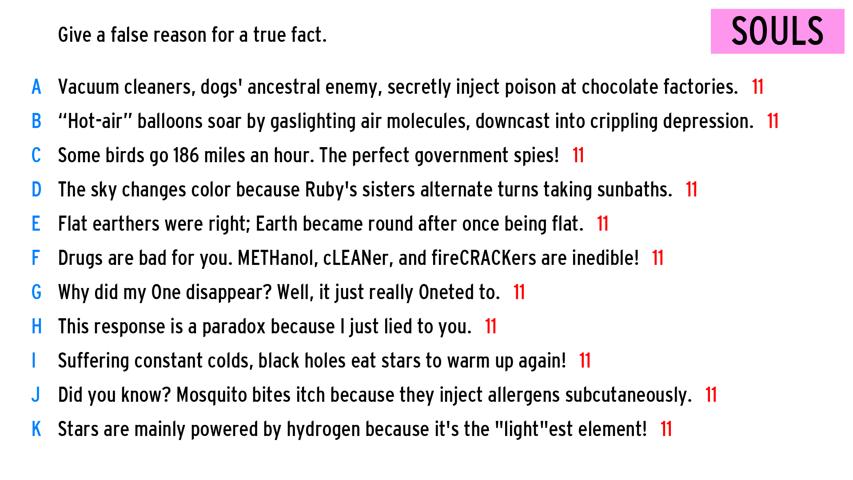 Give a false reason for a true fact.
SOULS
A Vacuum cleaners, dogs' ancestral enemy, secretly inject poison at chocolate factories. 11
B “Hot-air” balloons soar by gaslighting air molecules, downcast into crippling depression. 11
C Some birds go 186 miles an hour. The perfect government spies! 11
D The sky changes color because Ruby's sisters alternate turns taking sunbaths. 11
E Flat earthers were right; Earth became round after once being flat. 11
F Drugs are bad for you. METHanol, cLEANer, and fireCRACKers are inedible! 11
G Why did my One disappear? Well, it just really Oneted to. 11
H This response is a paradox because I just lied to you. 11
I Suffering constant colds, black holes eat stars to warm up again! 11
J Did you know? Mosquito bites itch because they inject allergens subcutaneously. 11
K Stars are mainly powered by hydrogen because it's the "light"est element! 11